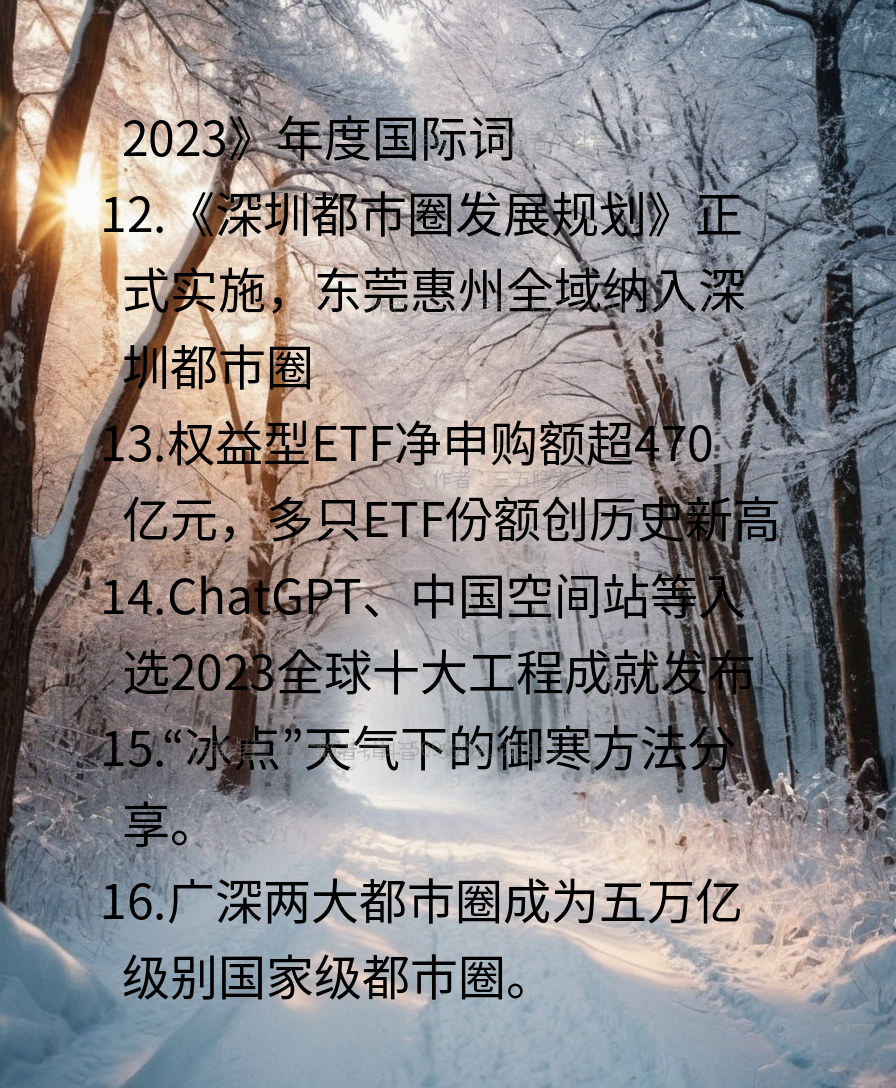 2023》年度国际词
12.《深圳都市圈发展规划》正
式实施，东莞惠州全域纳入深
圳都市圈
13.权益型ETF净申购额超470
亿元，多只ETF份额创历史新高
14.ChatGPT、中国空间站等入
选2023全球十大工程成就发布
15.“冰点”天气下的御寒方法分
享。
16.广深两大都市圈成为五万亿
级别国家级都市圈。